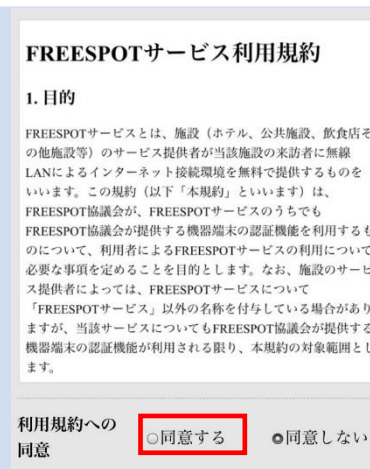 FREESPOTサービス利用規約
1. 目的
FREESPOTサービスとは、施設（ホテル、公共施設、飲食店そ
の他施設等）のサービス提供者が当該施設の来訪者に無線
LANによるインターネット接続環境を無料で提供するものを
いいます。この規約（以下「本規約」といいます）は、
FREESPOT協議会が、FREESPOTサービスのうちでも
FREESPOT協議会が提供する機器端末の認証機能を利用するも
のについて、利用者によるFREESPOTサービスの利用について
必要な事項を定めることを目的とします。なお、施設のサービ
ス提供者によっては、FREESPOTサービスについて
「FREESPOTサービス」以外の名称を付与している場合があり
ますが、当該サービスについてもFREESPOT協議会が提供する
機器端末の認証機能が利用される限り、本規約の対象範囲とし
ます。
利用規約への
同意
同意する
同意しない